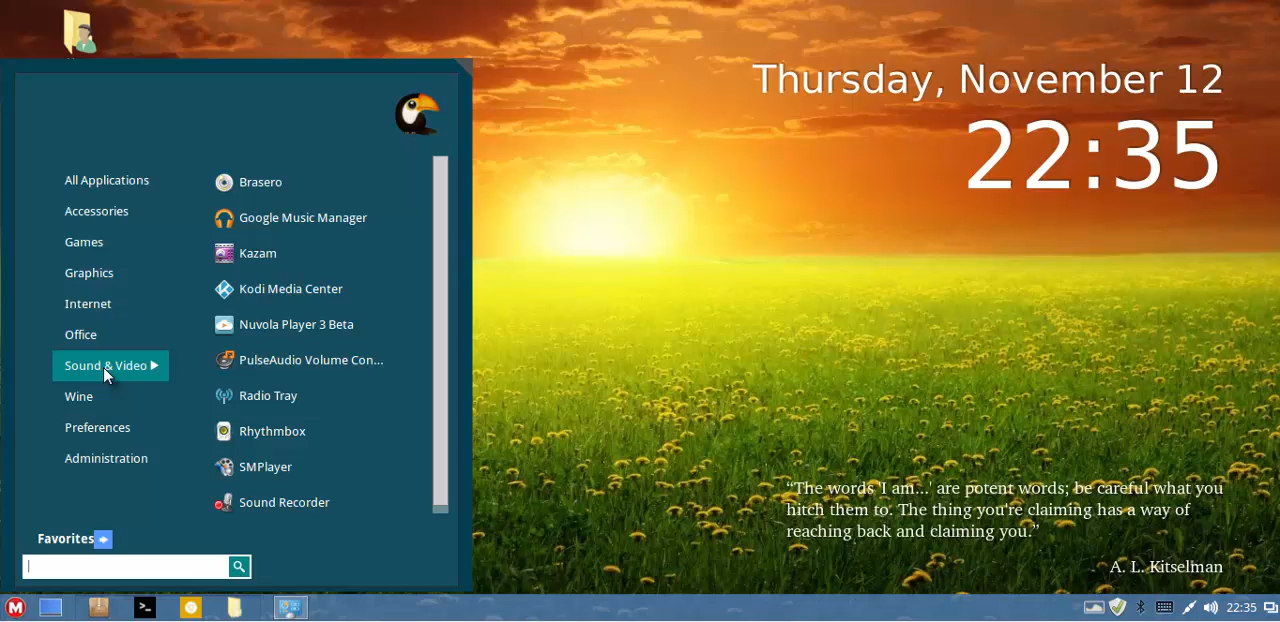 Thursday, November 12
22:35
All Applications
Accessories
Games
Graphics
Internet
Office
Sound & Video
Wine
Preferences
Administration
Brasero
Google Music Manager
Kazam
Kodi Media Center
Nuvola Player 3 Beta
PulseAudio Volume Con...
Radio Tray
Rhythmbox
SMPlayer
Sound Recorder
Favorites
“The words 'I am...' are potent words; be careful what you
hitch them to. The thing you're claiming has a way of
reaching back and claiming you.”
A. L. Kitselman
22:35